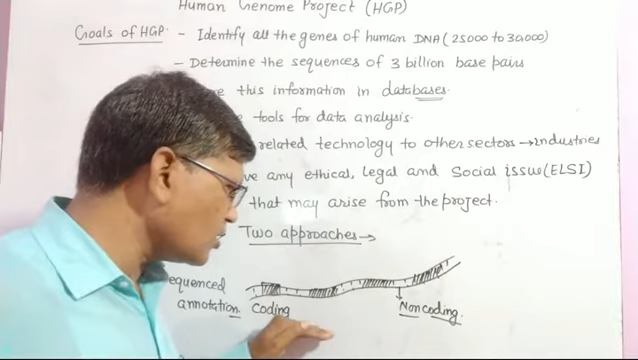 Human Genome Project (HGP)
Goals of HGP - Identify all the genes of human DNA (25000 to 30,000)
- Determine the sequences of 3 billion base pairs
this information in databases.
tools for data analysis.
related technology to other sectors → industries
any ethical, legal and Social issue (ELSI)
that may arise from the project.
Two approaches →
annotation. Coding Noncoding.